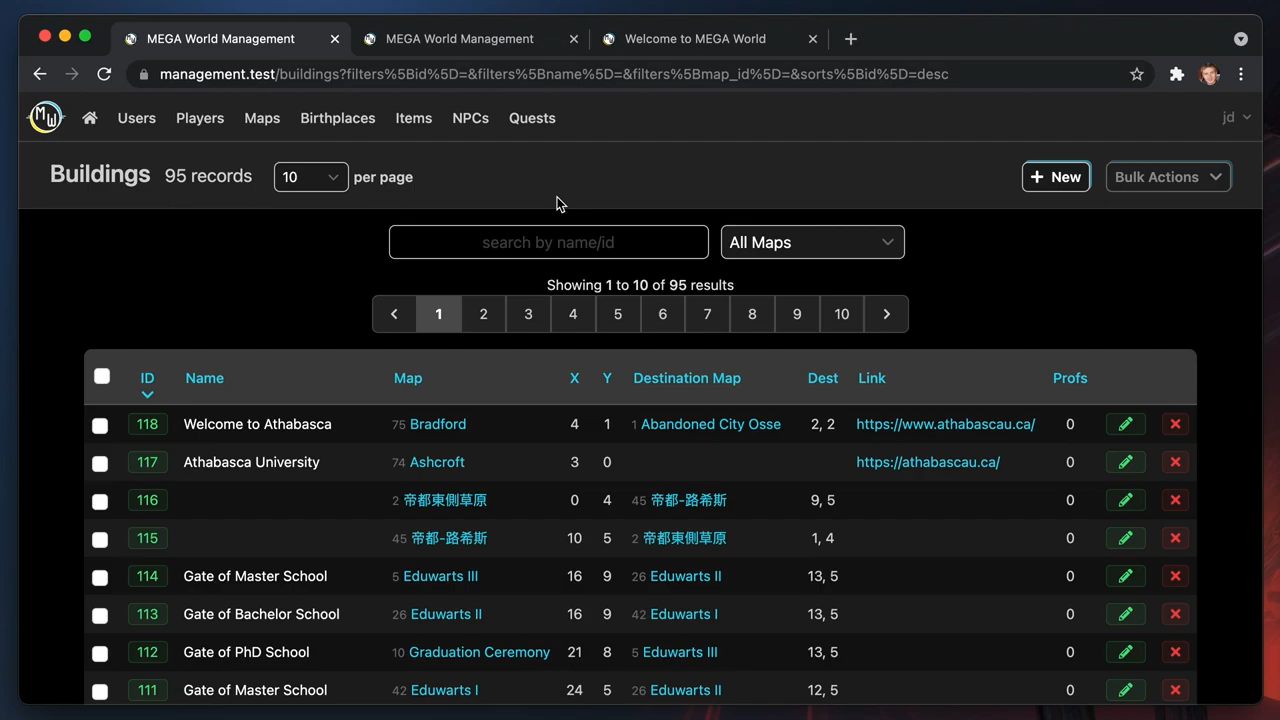 MEGA World Management
MEGA World Management
Welcome to MEGA World
management.test/buildings?filters%5Bid%5D=&filters%5Bname%5D=&filters%5Bmap_id%5D=&sorts%5Bid%5D=desc
MW Users Players Maps Birthplaces Items NPCs Quests jd
Buildings 95 records 10 per page + New Bulk Actions
search by name/id All Maps
Showing 1 to 10 of 95 results
1 2 3 4 5 6 7 8 9 10
ID Name Map X Y Destination Map Dest Link Profs
118 Welcome to Athabasca 75 Bradford 4 1 1 Abandoned City Osse 2, 2 https://www.athabascau.ca/ 0
117 Athabasca University 74 Ashcroft 3 0 https://athabascau.ca/ 0
116 2 帝都東側草原 0 4 45 帝都-路希斯 9, 5 0
115 45 帝都-路希斯 10 5 2 帝都東側草原 1, 4 0
114 Gate of Master School 5 Eduwarts III 16 9 26 Eduwarts II 13, 5 0
113 Gate of Bachelor School 26 Eduwarts II 16 9 42 Eduwarts I 13, 5 0
112 Gate of PhD School 10 Graduation Ceremony 21 8 5 Eduwarts III 13, 5 0
111 Gate of Master School 42 Eduwarts I 24 5 26 Eduwarts II 12, 5 0